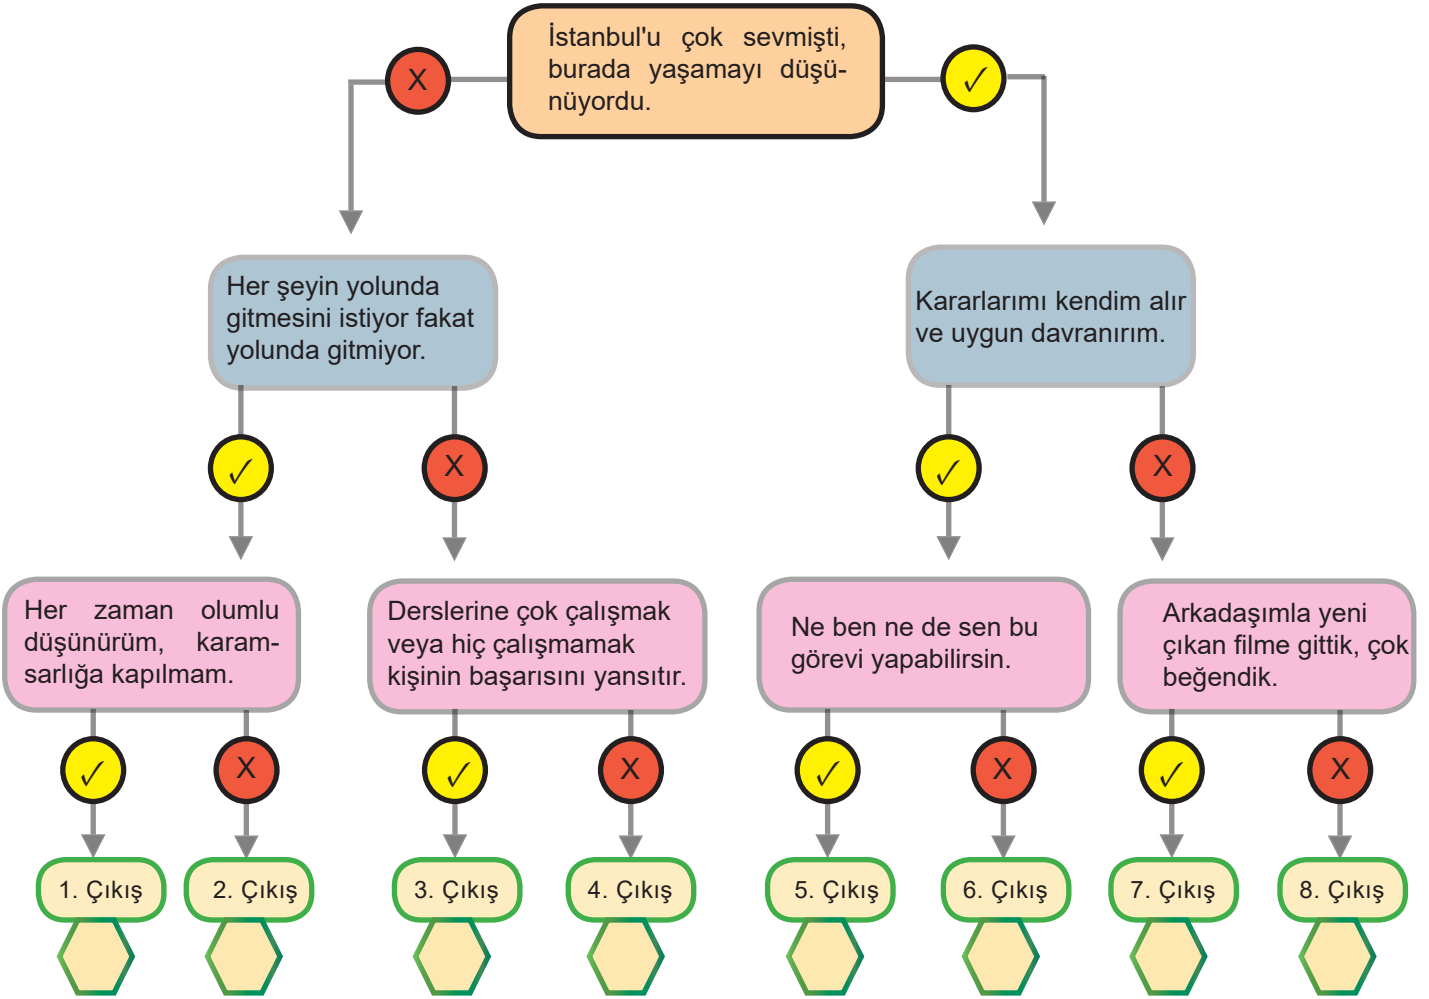 İstanbul'u çok sevmişti,
burada yaşamayı düşü-
nüyordu.
X
✓
Her şeyin yolunda
gitmesini istiyor fakat
yolunda gitmiyor.
Kararlarımı kendim alır
ve uygun davranırım.
✓
X
✓
X
Her zaman olumlu
düşünürüm, karam-
sarlığa kapılmam.
Derslerine çok çalışmak
veya hiç çalışmamak
kişinin başarısını yansıtır.
Ne ben ne de sen bu
görevi yapabilirsin.
Arkadaşımla yeni
çıkan filme gittik, çok
beğendik.
✓
X
✓
X
✓
X
✓
X
1. Çıkış
2. Çıkış
3. Çıkış
4. Çıkış
5. Çıkış
6. Çıkış
7. Çıkış
8. Çıkış